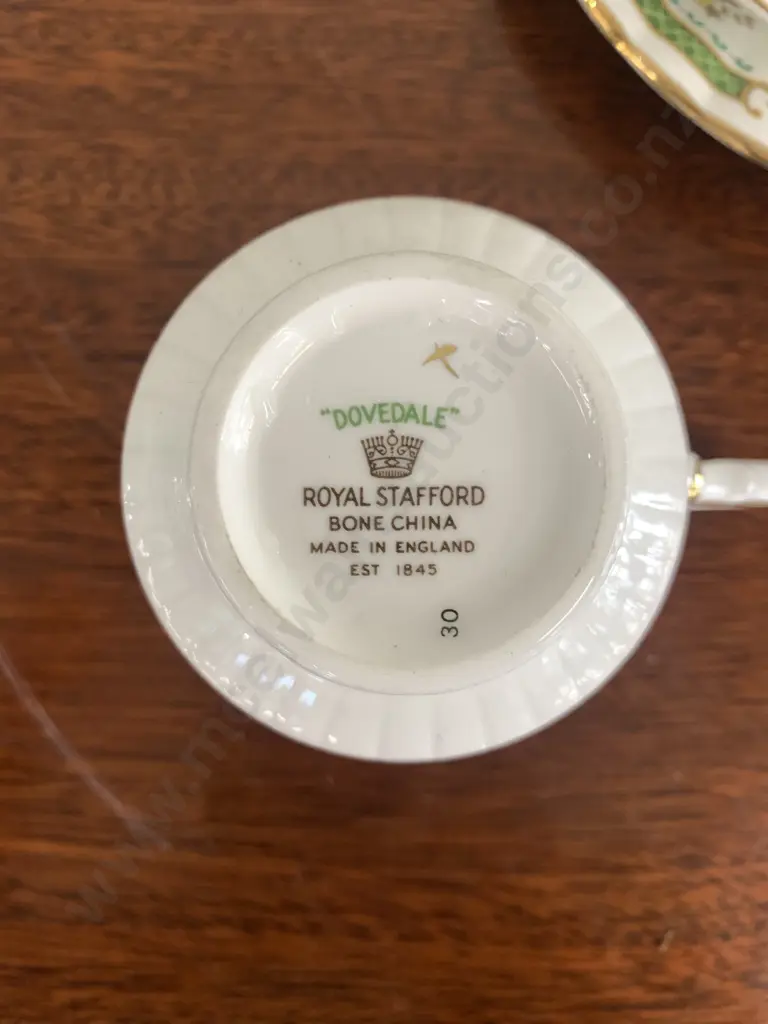 "DOVEDALE"
ROYAL STAFFORD
BONE CHINA
MADE IN ENGLAND
EST 1845
30